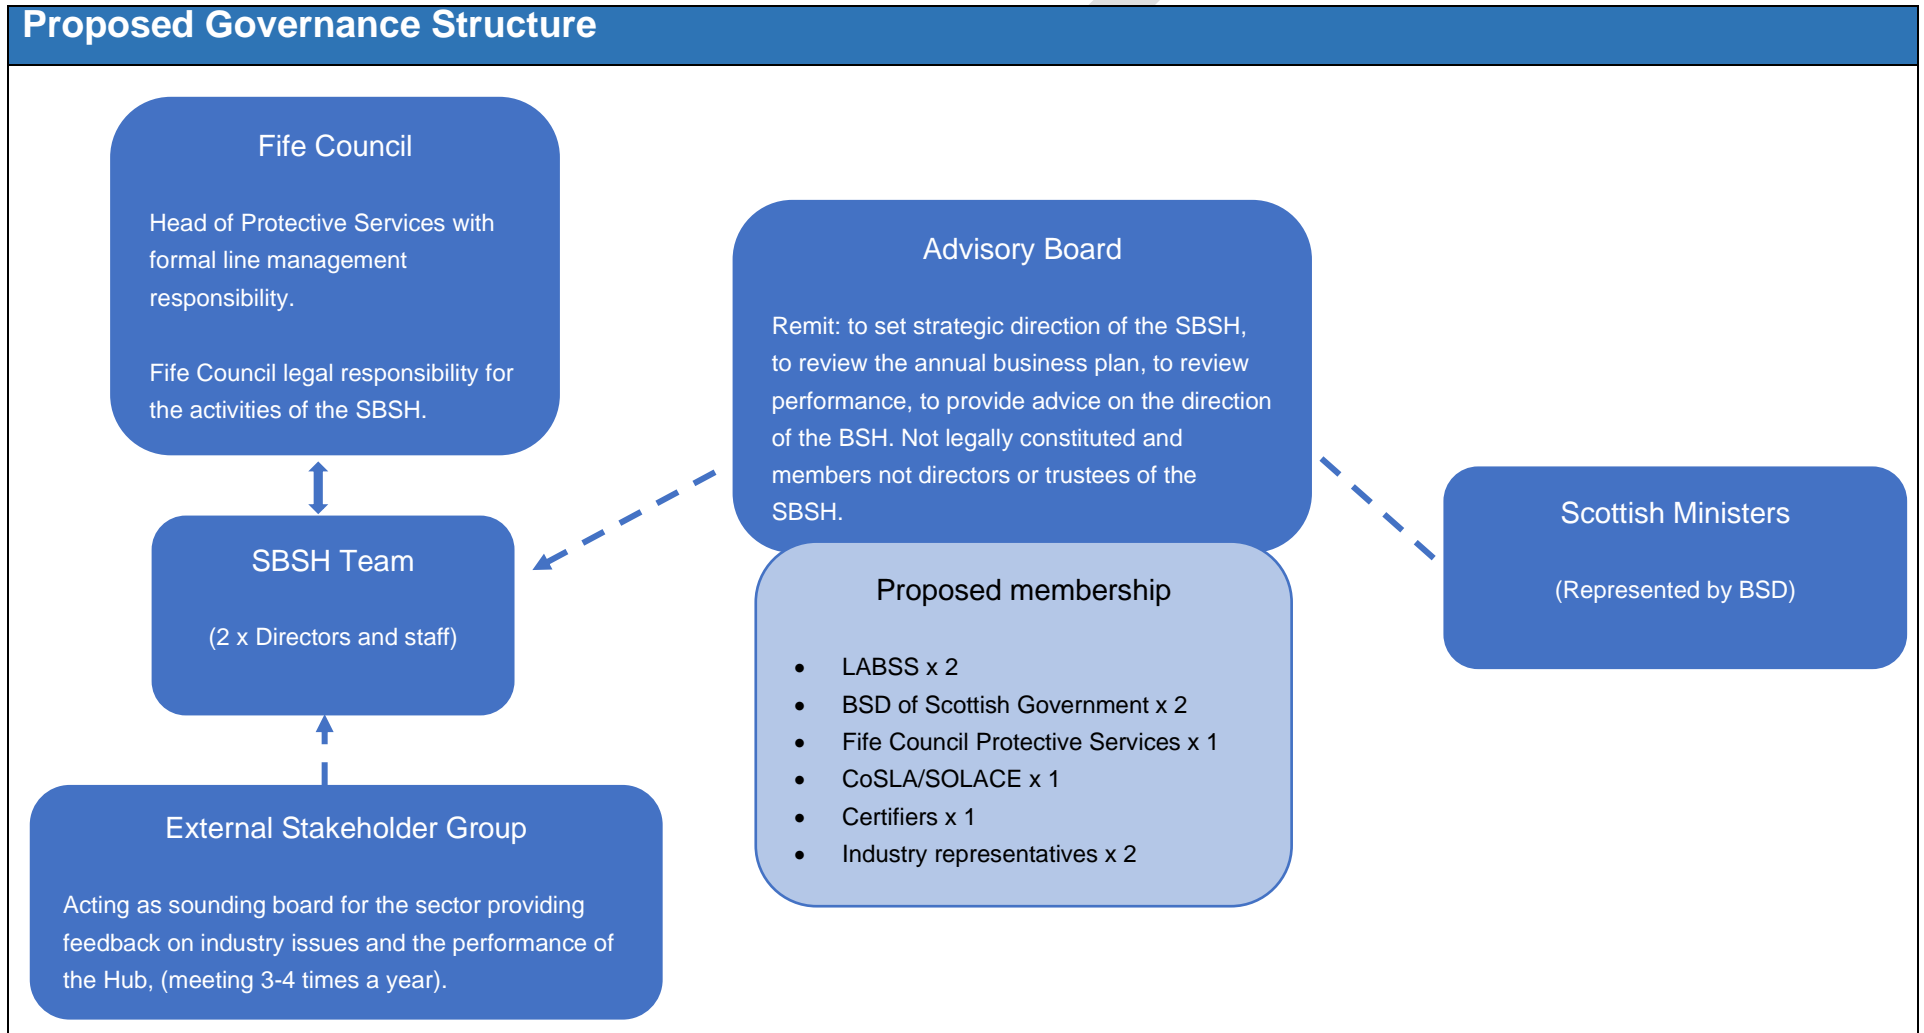 Proposed Governance Structure
Fife Council
Head of Protective Services with
formal line management
responsibility.
Fife Council legal responsibility for
the activities of the SBSH.
SBSH Team
(2 x Directors and staff)
External Stakeholder Group
Acting as sounding board for the sector providing
feedback on industry issues and the performance of
the Hub, (meeting 3-4 times a year).
Advisory Board
Remit: to set strategic direction of the SBSH,
to review the annual business plan, to review
performance, to provide advice on the direction
of the BSH. Not legally constituted and
members not directors or trustees of the
SBSH.
Proposed membership
• LABSS x 2
• BSD of Scottish Government x 2
• Fife Council Protective Services x 1
• CoSLA/SOLACE x 1
• Certifiers x 1
• Industry representatives x 2
Scottish Ministers
(Represented by BSD)